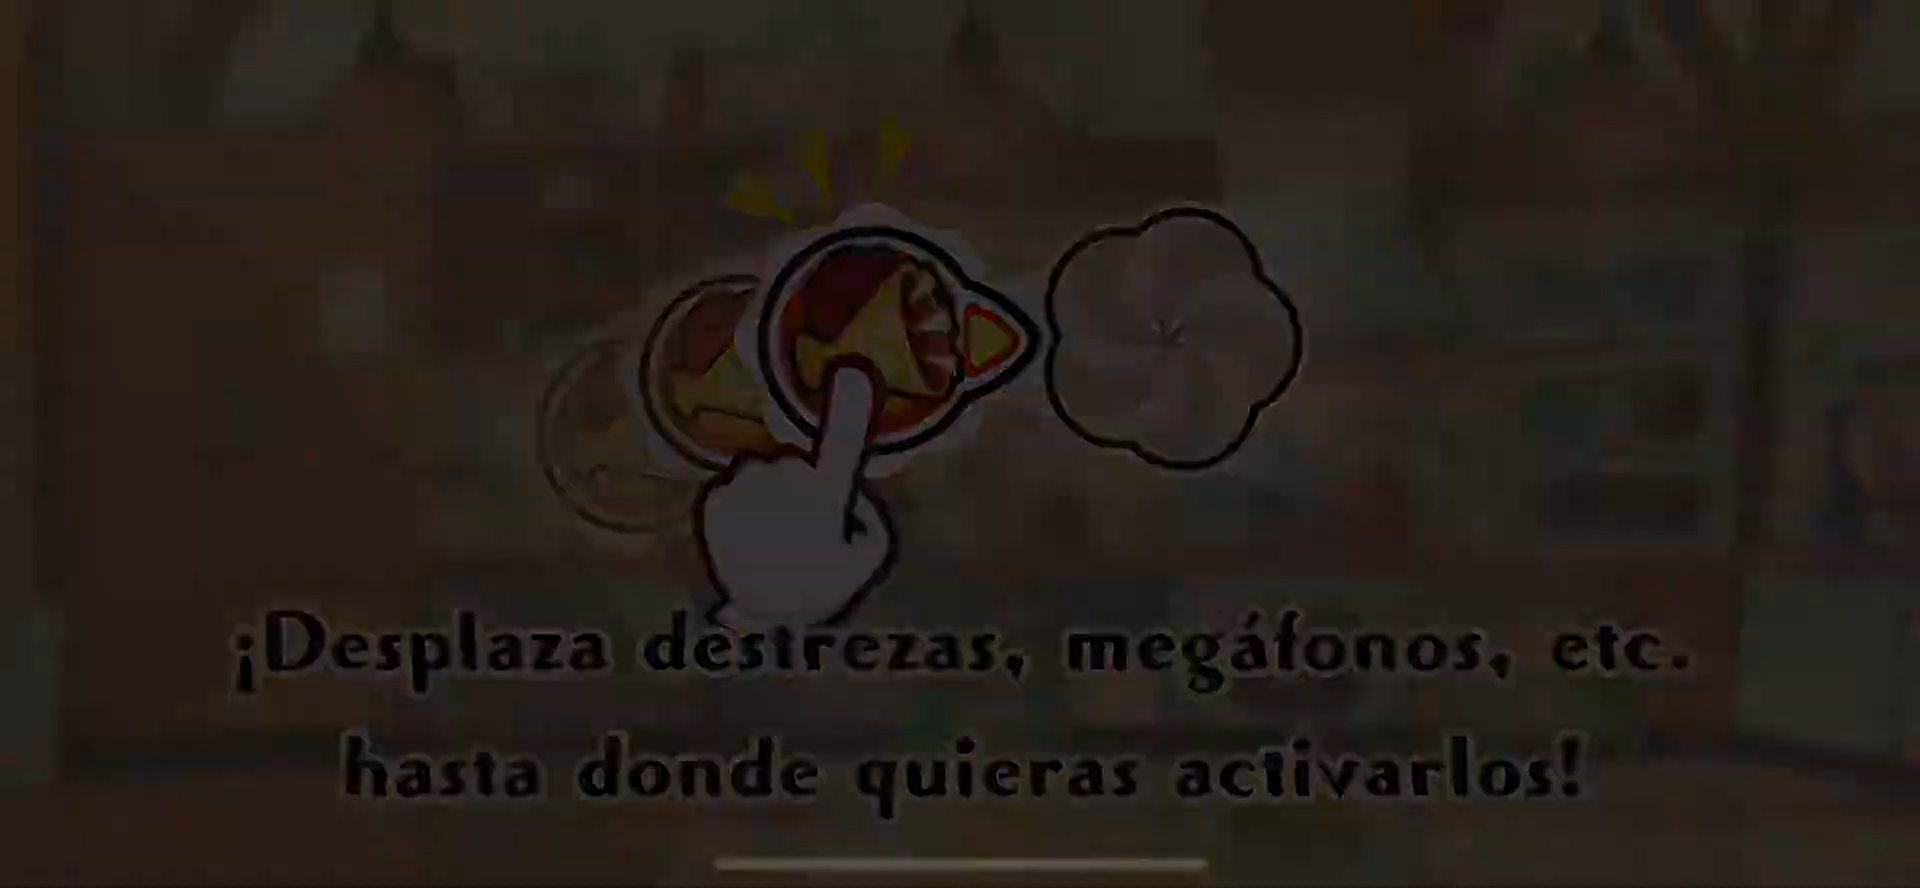 ¡Desplaza destrezas, megáfonos, etc.
hasta donde quieras activarlos!